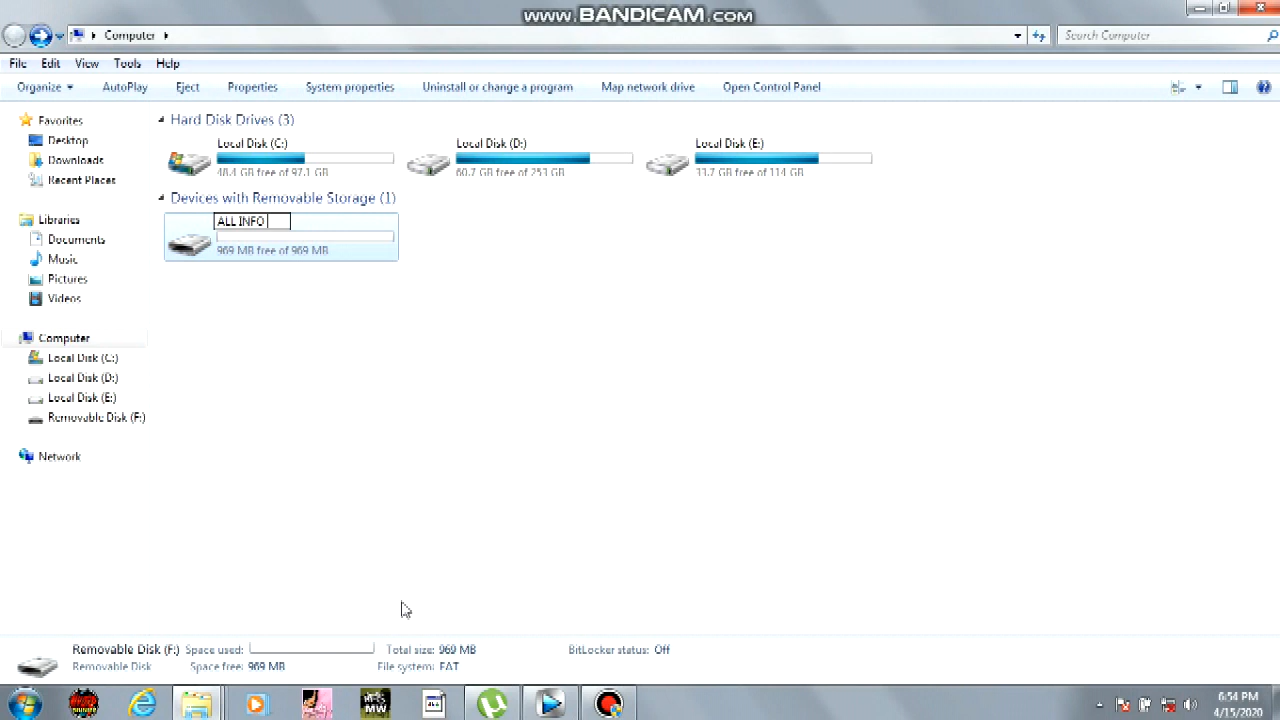 www.BANDICAM.com
Computer
Search Computer
File Edit View Tools Help
Organize AutoPlay Eject Properties System properties Uninstall or change a program Map network drive Open Control Panel
Favorites
Desktop
Downloads
Recent Places
Libraries
Documents
Music
Pictures
Videos
Computer
Local Disk (C:)
Local Disk (D:)
Local Disk (E:)
Removable Disk (F:)
Network
Hard Disk Drives (3)
Local Disk (C:)
48.4 GB free of 97.1 GB
Local Disk (D:)
60.7 GB free of 253 GB
Local Disk (E:)
33.7 GB free of 114 GB
Devices with Removable Storage (1)
ALL INFO
969 MB free of 969 MB
Removable Disk (F:) Space used: Total size: 969 MB BitLocker status: Off
Removable Disk Space free: 969 MB File system: FAT
MW
6:54 PM
4/15/2020